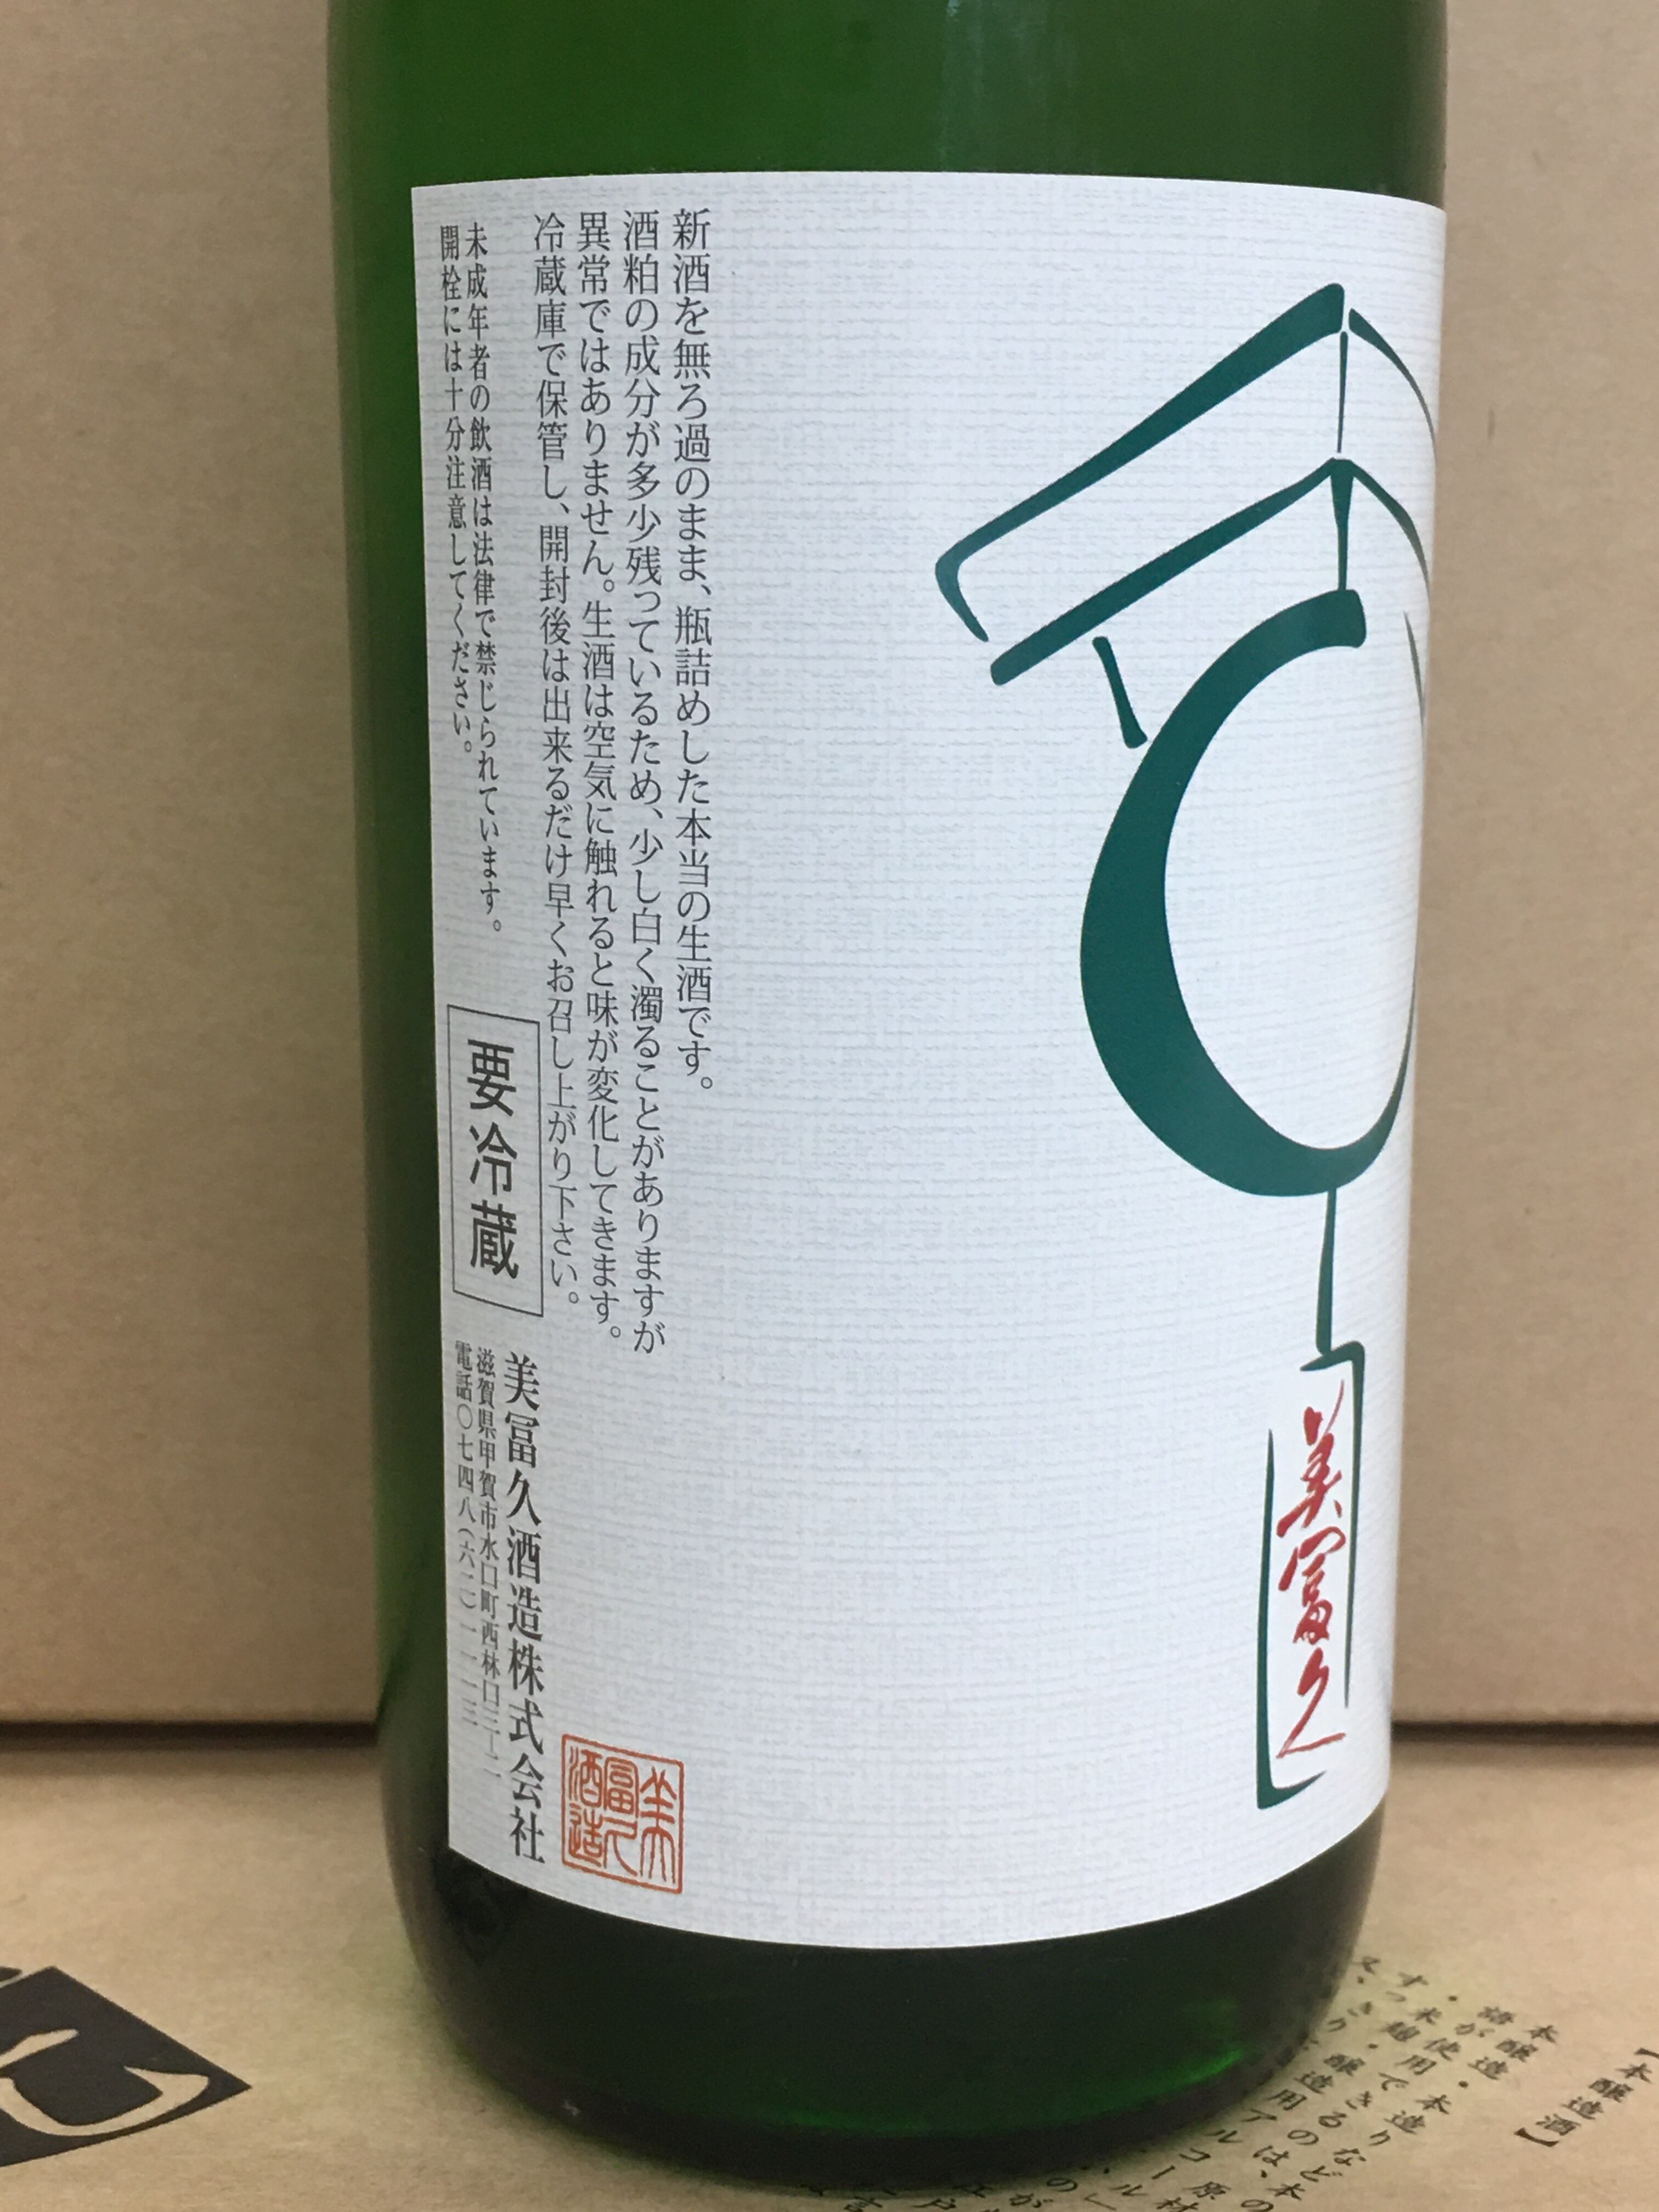 美冨久
新酒を無ろ過のまま、瓶詰めした本当の生酒です。
酒粕の成分が多少残っているため、少し白く濁ることがありますが
異常ではありません。生酒は空気に触れると味が変化してきます。
冷蔵庫で保管し、開封後は出来るだけ早くお召し上がり下さい。
未成年者の飲酒は法律で禁じられています。
開栓には十分注意してください。
要冷蔵
美冨久酒造株式会社
滋賀県甲賀市水口町西林口三ー二
電話〇七四八(六二)一一一三
美冨久酒造
【本醸造酒】